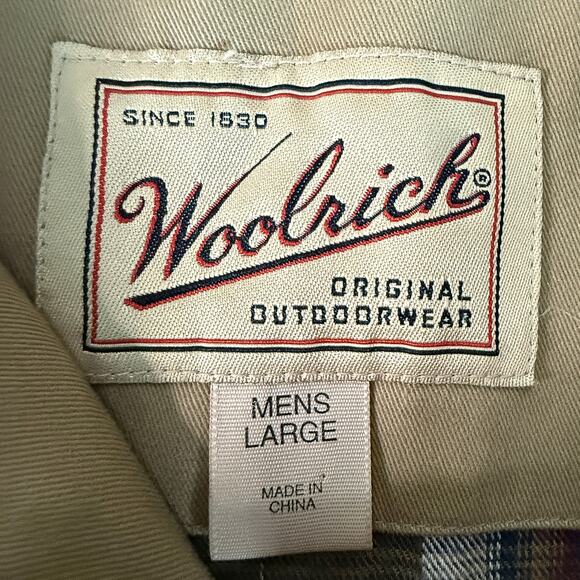 SINCE 1830
Woolrich®
ORIGINAL
OUTDOORWEAR
MENS
LARGE
MADE IN
CHINA